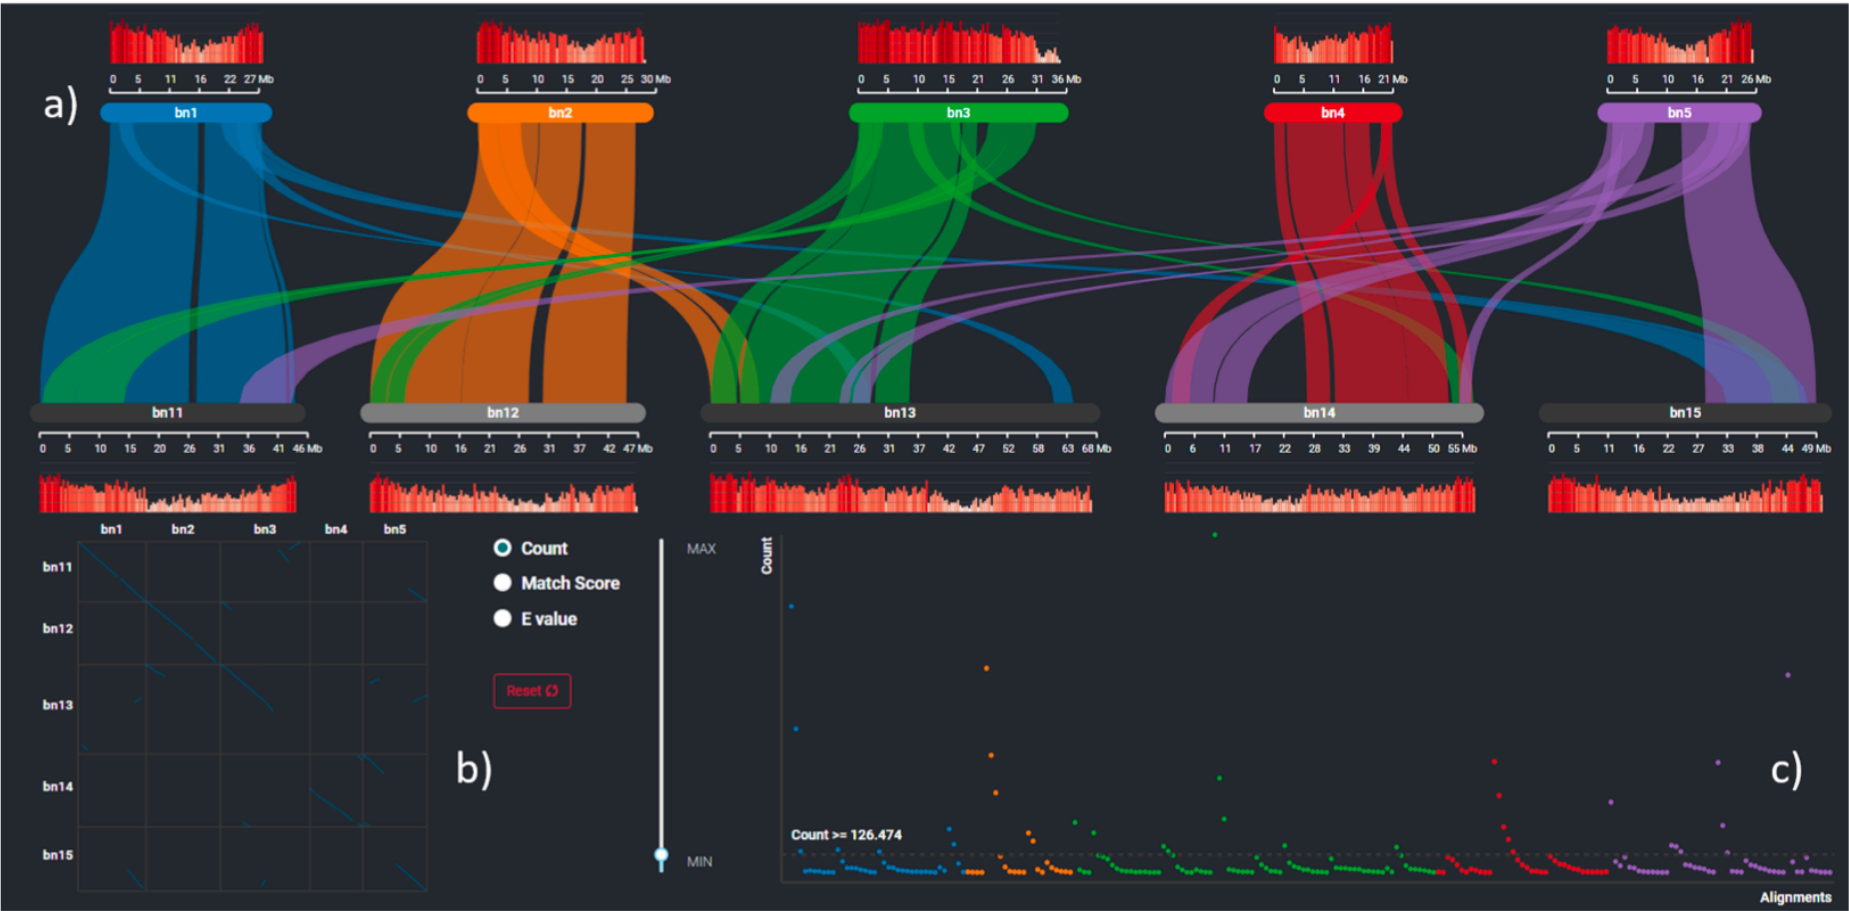 0 5 11 16 22 27 Mb 0 5 10 15 20 25 30 Mb 0 5 10 15 21 26 31 36 Mb 0 5 11 16 21 Mb 0 5 10 16 21 26 Mb
a)
bn1 bn2 bn3 bn4 bn5
bn11 bn12 bn13 bn14 bn15
0 5 10 15 20 26 31 36 41 46 Mb 0 5 10 16 21 26 31 37 42 47 Mb 0 5 10 16 21 26 31 37 42 47 52 58 63 68 Mb 0 6 11 17 22 28 33 39 44 50 55 Mb 0 5 11 16 22 27 33 38 44 49 Mb
bn1 bn2 bn3 bn4 bn5
bn11
bn12
bn13
bn14
bn15
b)
Count
Match Score
E value
Reset
MAX
MIN
Count
Count >= 126.474
c)
Alignments